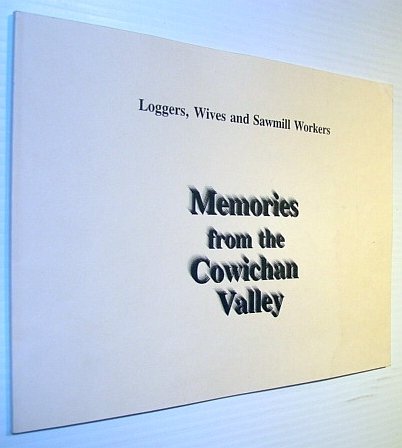 Loggers, Wives and Sawmill Workers
Memories
from the
Cowichan
Valley